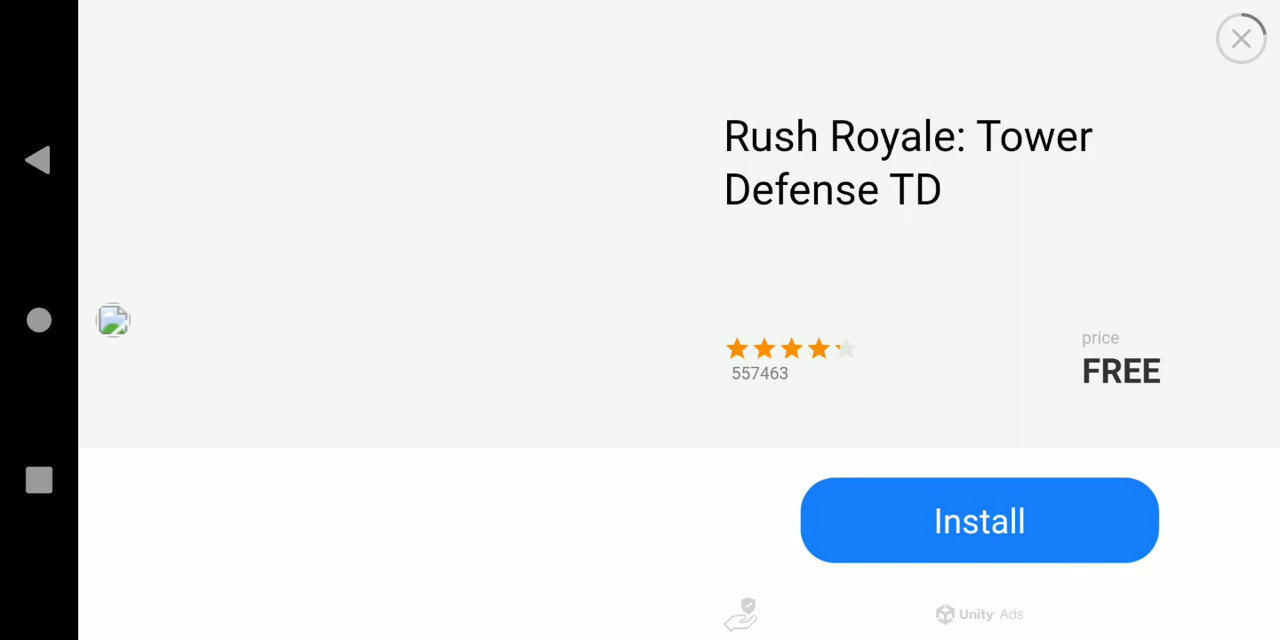 Rush Royale: Tower
Defense TD
557463
price
FREE
Install
Unity Ads